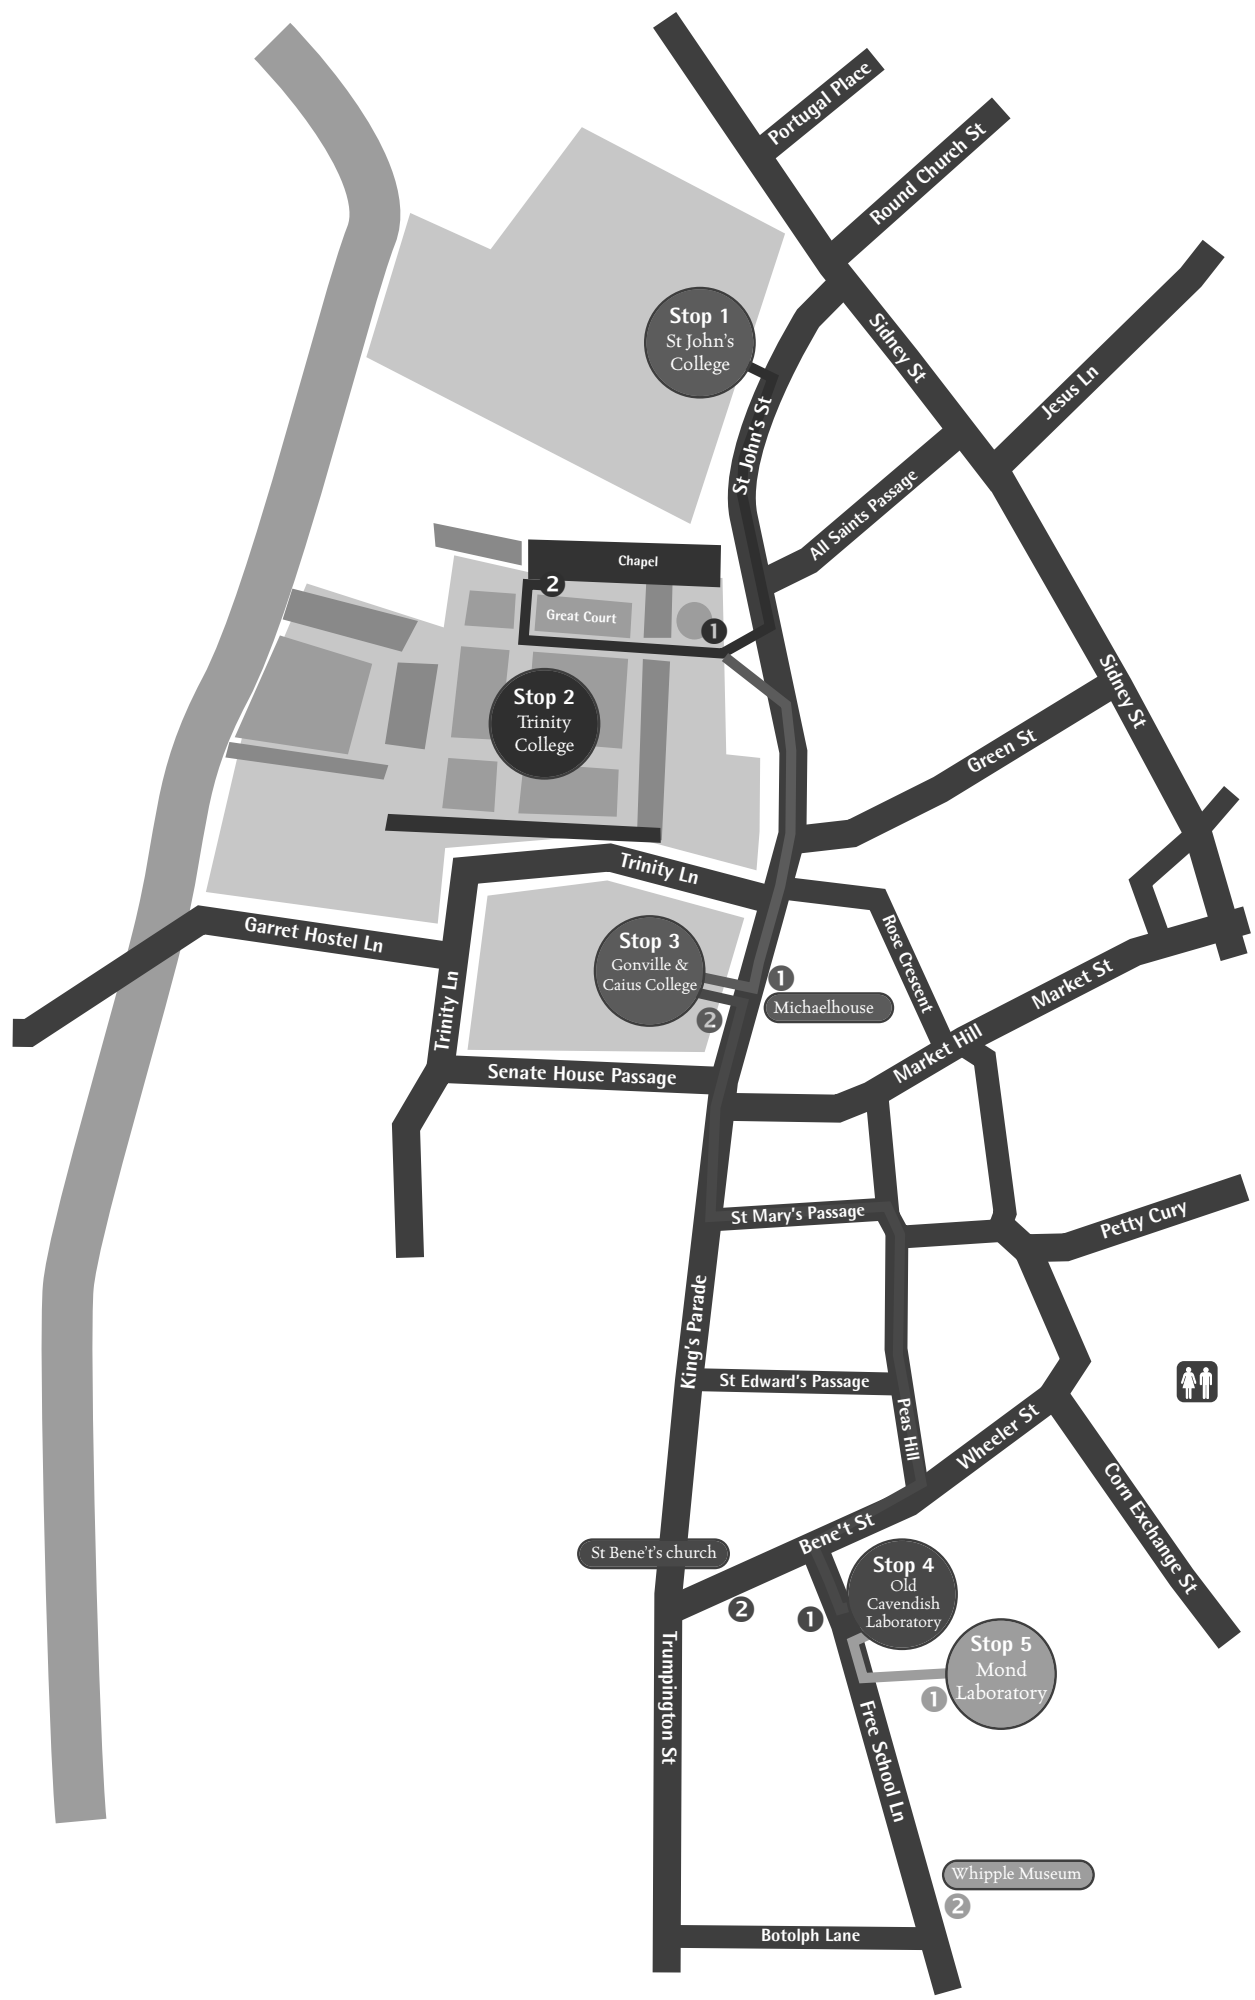 Portugal Place
Round Church St
Stop 1
St John's
College
Sidney St
Jesus Ln
St John's St
All Saints Passage
Chapel
2
Great Court
1
Stop 2
Trinity
College
Sidney St
Green St
Trinity Ln
Garret Hostel Ln
Rose Crescent
Stop 3
Gonville &
Caius College
1
Michaelhouse
2
Market St
Trinity Ln
Market Hill
Senate House Passage
St Mary's Passage
Petty Cury
King's Parade
St Edward's Passage
Peas Hill
Wheeler St
Corn Exchange St
Bene't St
St Bene't's church
Stop 4
Old
Cavendish
Laboratory
2
1
Stop 5
Mond
Laboratory
1
Trumpington St
Free School Ln
Whipple Museum
2
Botolph Lane